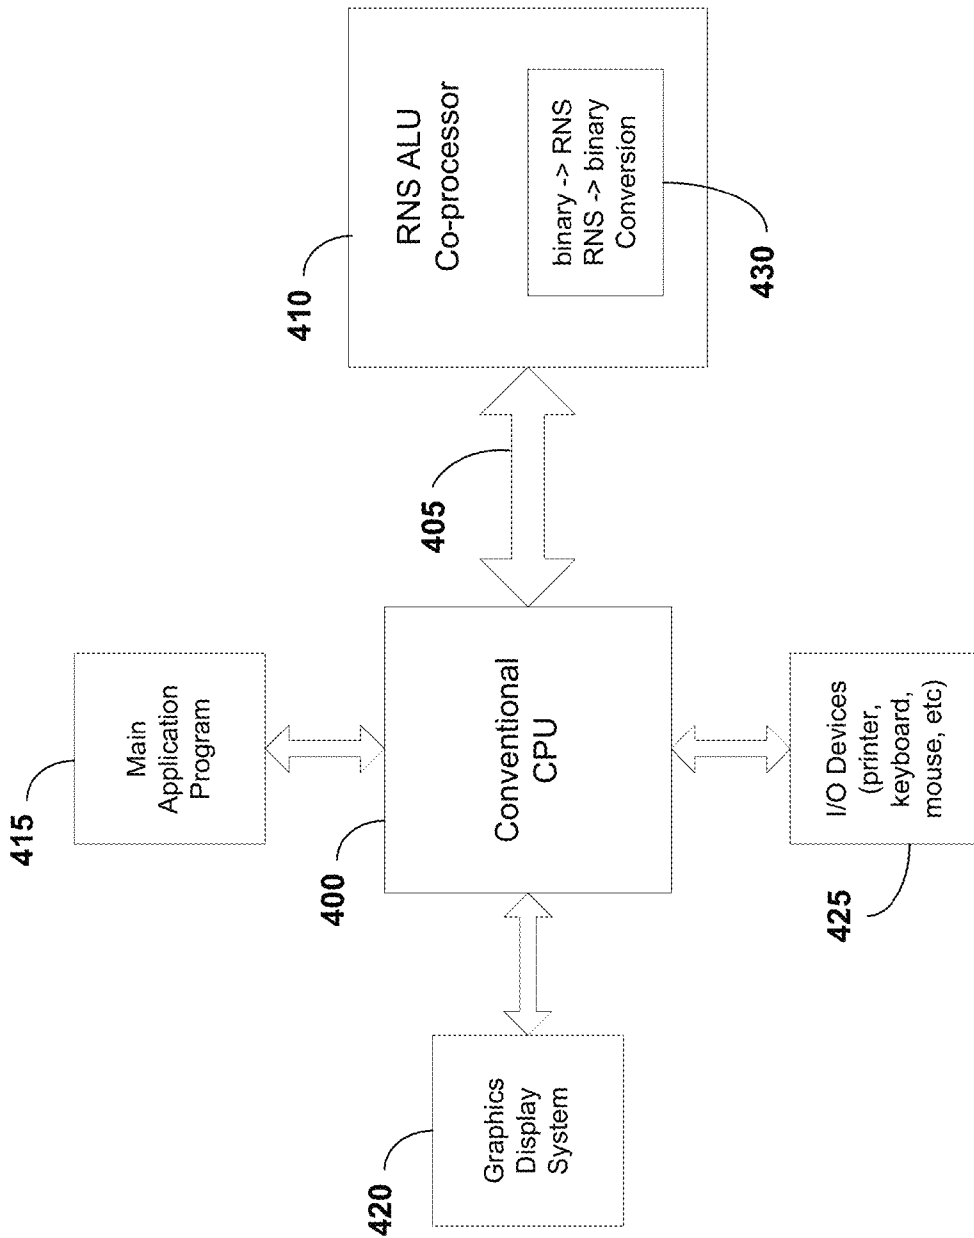 415
Main
Application
Program
420
Graphics
Display
System
400
Conventional
CPU
405
410
RNS ALU
Co-processor
binary -> RNS
RNS -> binary
Conversion
430
I/O Devices
(printer,
keyboard,
mouse, etc)
425